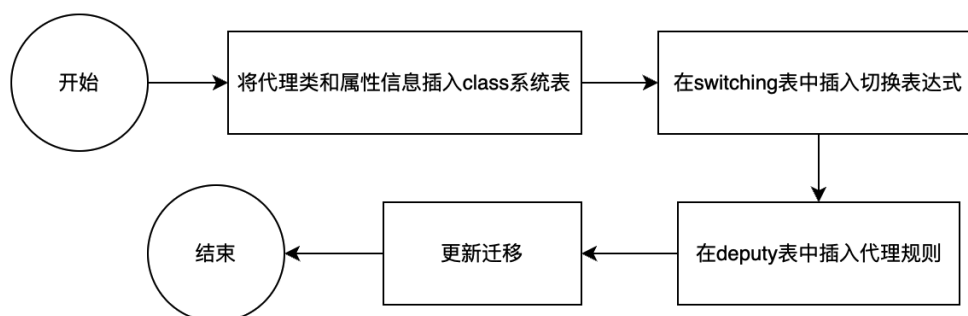 开始
将代理类和属性信息插入class系统表
在switching表中插入切换表达式
在deputy表中插入代理规则
更新迁移
结束